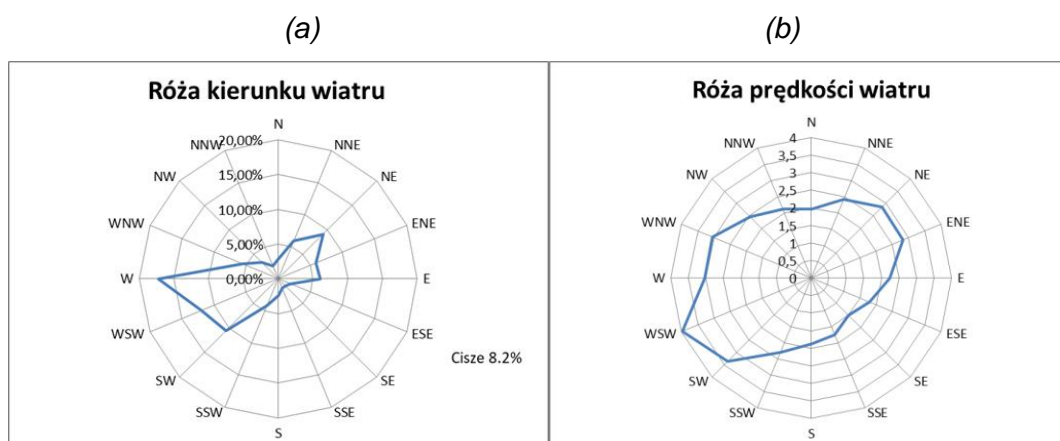 (a)
(b)
Róża kierunku wiatru
N
NNE
NE
ENE
E
ESE
SE
SSE
S
SSW
SW
WSW
W
WNW
NW
NNW
20,00%
15,00%
10,00%
5,00%
0,00%
Cisze 8.2%
Róża prędkości wiatru
N
NNE
NE
ENE
E
ESE
SE
SSE
S
SSW
SW
WSW
W
WNW
NW
NNW
4
3,5
3
2,5
2
1,5
1
0,5
0